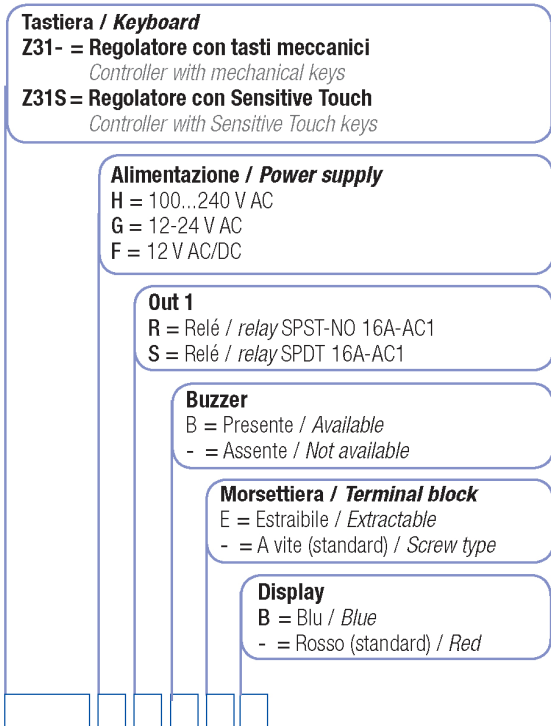 Tastiera / Keyboard
Z31- = Regolatore con tasti meccanici
Controller with mechanical keys
Z31S = Regolatore con Sensitive Touch
Controller with Sensitive Touch keys
Alimentazione / Power supply
H = 100...240 V AC
G = 12-24 V AC
F = 12 V AC/DC
Out 1
R = Relé / relay SPST-NO 16A-AC1
S = Relé / relay SPDT 16A-AC1
Buzzer
B = Presente / Available
- = Assente / Not available
Morsettiera / Terminal block
E = Estraibile / Extractable
- = A vite (standard) / Screw type
Display
B = Blu / Blue
- = Rosso (standard) / Red